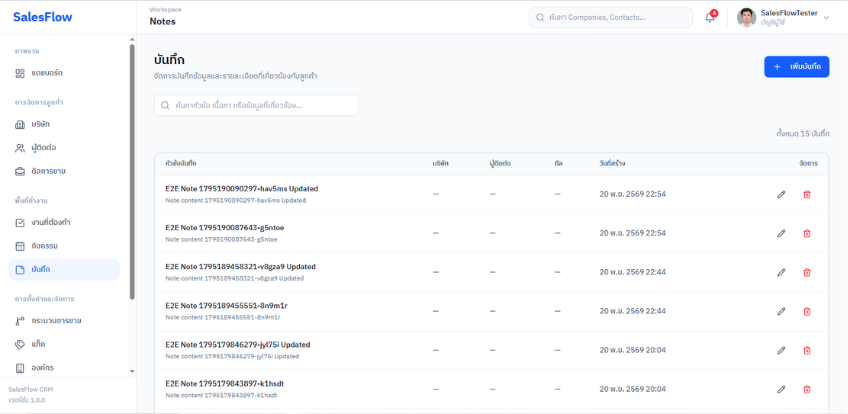 SalesFlow
Workspace
Notes
ค้นหา Companies, Contacts...
4
SalesFlowTester
บัญชีผู้ใช้
ภาพรวม
แดชบอร์ด
การจัดการลูกค้า
บริษัท
ผู้ติดต่อ
ดีลการขาย
พื้นที่ทำงาน
งานที่ต้องทำ
กิจกรรม
บันทึก
การตั้งค่าและจัดการ
กระบวนการขาย
แท็ก
องค์กร
SalesFlow CRM
เวอร์ชัน 1.0.0
บันทึก
จัดการบันทึกข้อมูลและรายละเอียดที่เกี่ยวข้องกับลูกค้า
+ เพิ่มบันทึก
ค้นหาหัวข้อ เนื้อหา หรือข้อมูลที่เกี่ยวข้อง...
ทั้งหมด 15 บันทึก
หัวข้อบันทึก บริษัท ผู้ติดต่อ ดีล วันที่สร้าง จัดการ
E2E Note 1795190090297-hav5ms Updated — — — 20 พ.ย. 2569 22:54
Note content 1795190090297-hav5ms Updated
E2E Note 1795190087643-g5ntoe — — — 20 พ.ย. 2569 22:54
Note content 1795190087643-g5ntoe
E2E Note 1795189458321-v8gza9 Updated — — — 20 พ.ย. 2569 22:44
Note content 1795189458321-v8gza9 Updated
E2E Note 1795189455551-8n9m1r — — — 20 พ.ย. 2569 22:44
Note content 1795189455551-8n9m1r
E2E Note 1795179846279-jyl75i Updated — — — 20 พ.ย. 2569 20:04
Note content 1795179846279-jyl75i Updated
E2E Note 1795179843897-k1hsdt — — — 20 พ.ย. 2569 20:04
Note content 1795179843897-k1hsdt